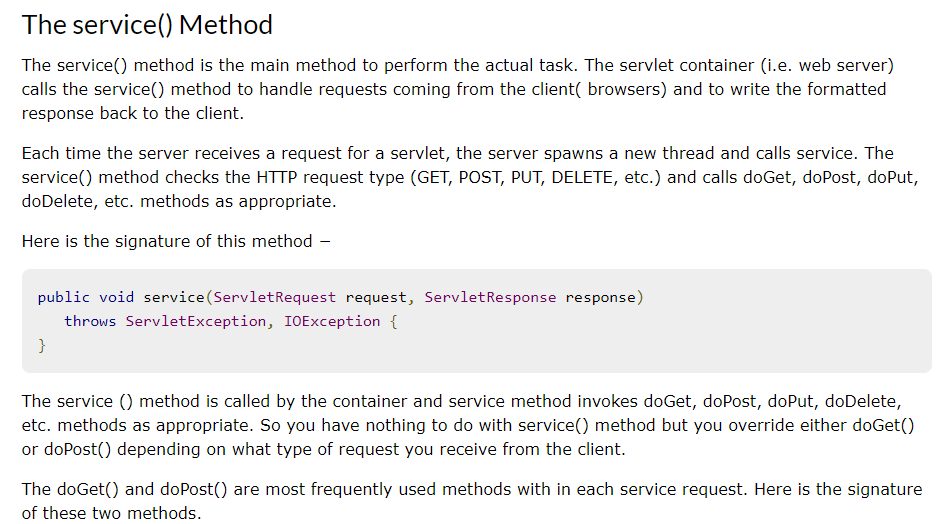 The service() Method
The service() method is the main method to perform the actual task. The servlet container (i.e. web server)
calls the service() method to handle requests coming from the client( browsers) and to write the formatted
response back to the client.
Each time the server receives a request for a servlet, the server spawns a new thread and calls service. The
service() method checks the HTTP request type (GET, POST, PUT, DELETE, etc.) and calls doGet, doPost, doPut,
doDelete, etc. methods as appropriate.
Here is the signature of this method −
public void service(ServletRequest request, ServletResponse response)
   throws ServletException, IOException {
}
The service () method is called by the container and service method invokes doGet, doPost, doPut, doDelete,
etc. methods as appropriate. So you have nothing to do with service() method but you override either doGet()
or doPost() depending on what type of request you receive from the client.
The doGet() and doPost() are most frequently used methods with in each service request. Here is the signature
of these two methods.